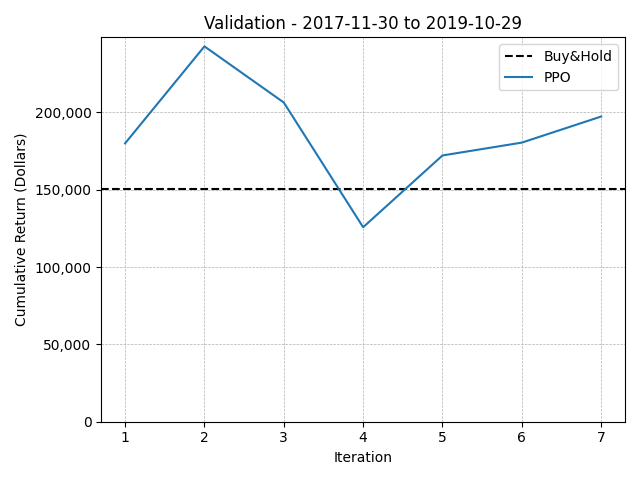 Validation - 2017-11-30 to 2019-10-29
Buy&Hold
PPO
Cumulative Return (Dollars)
200,000
150,000
100,000
50,000
0
1 2 3 4 5 6 7
Iteration